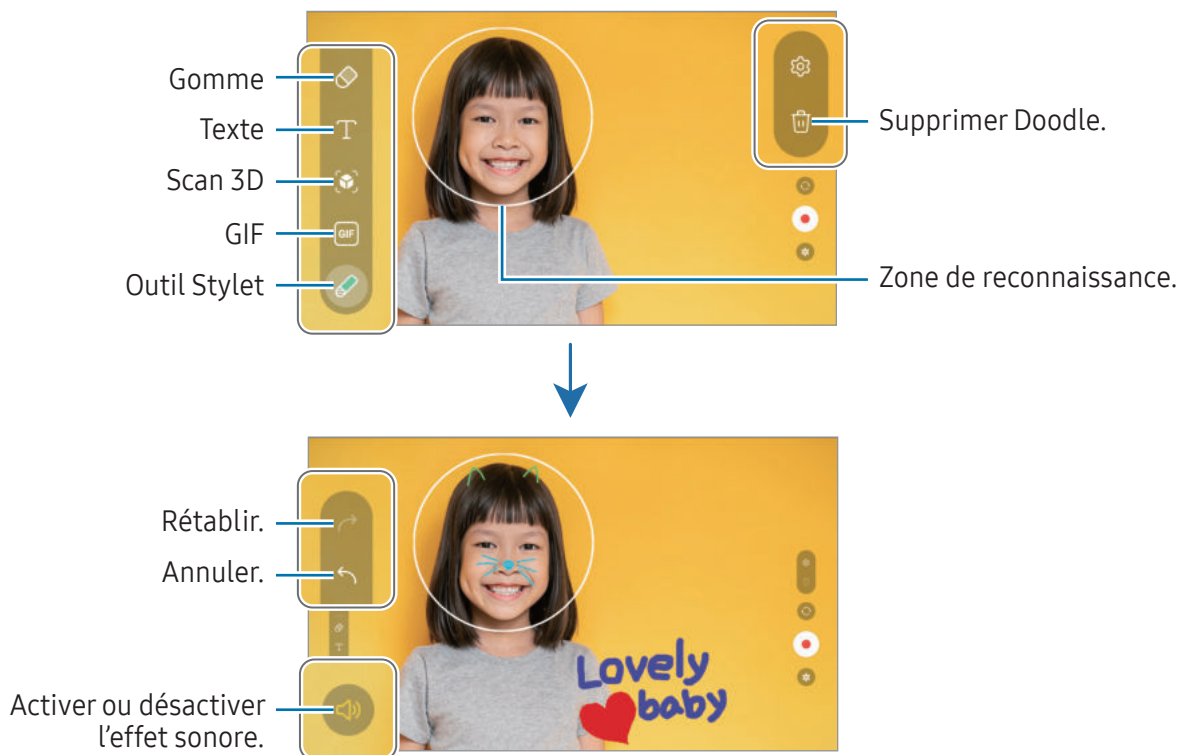 Gomme
Texte
Scan 3D
GIF
GIF
Outil Stylet
Supprimer Doodle.
Zone de reconnaissance.
Rétablir.
Annuler.
T
Lovely
baby
Activer ou désactiver
l'effet sonore.